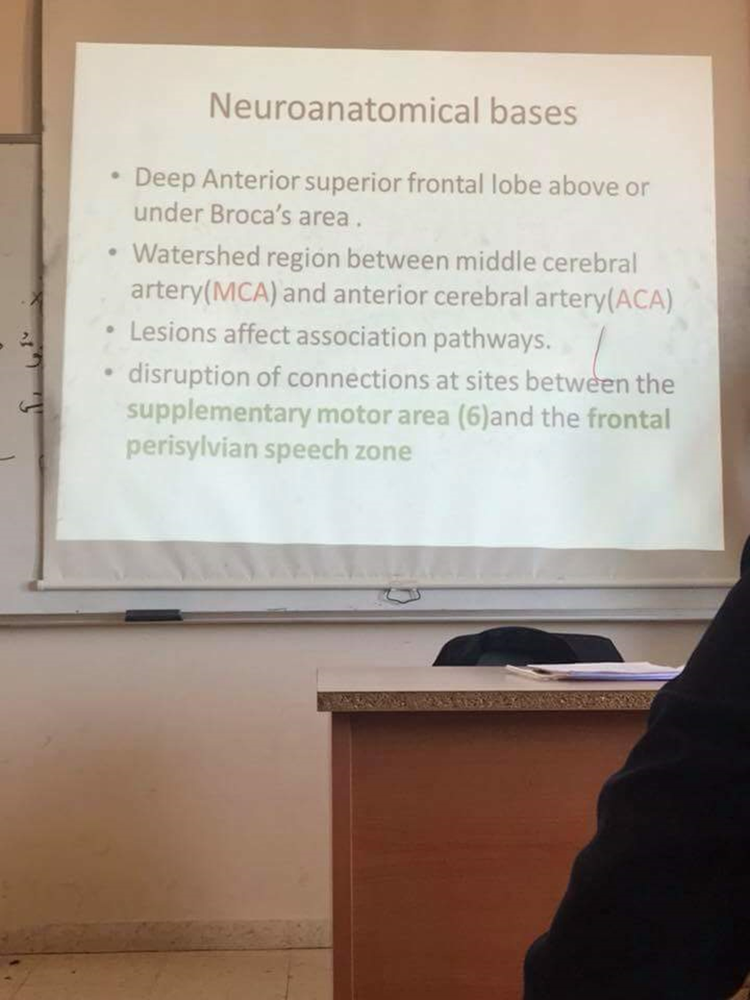 Neuroanatomical bases
• Deep Anterior superior frontal lobe above or
under Broca's area .
• Watershed region between middle cerebral
artery(MCA) and anterior cerebral artery(ACA)
• Lesions affect association pathways.
• disruption of connections at sites between the
supplementary motor area (6)and the frontal
perisylvian speech zone